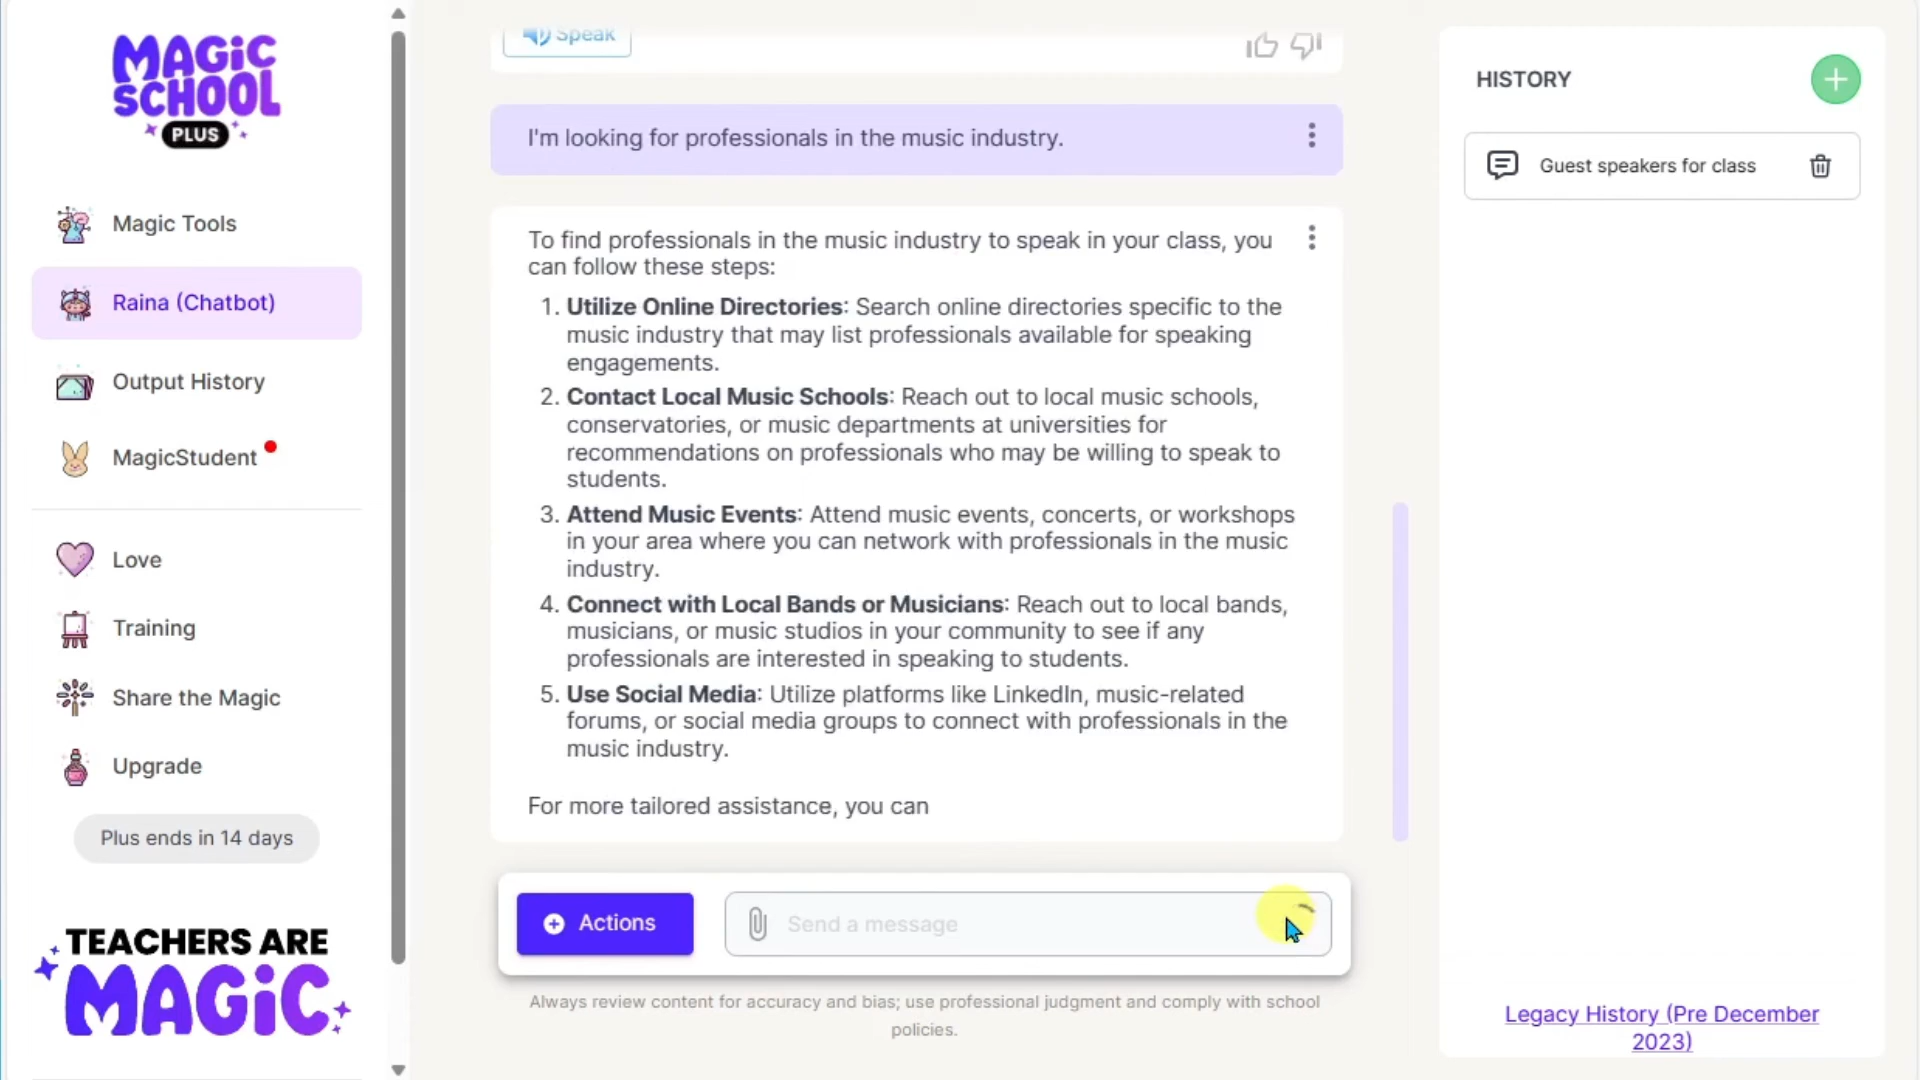 MAGiC
SCHOOL
PLUS
Magic Tools
Raina (Chatbot)
Output History
MagicStudent
Love
Training
Share the Magic
Upgrade
Plus ends in 14 days
TEACHERS ARE
MAGiC
Speak
I'm looking for professionals in the music industry.
To find professionals in the music industry to speak in your class, you
can follow these steps:
1. Utilize Online Directories: Search online directories specific to the
music industry that may list professionals available for speaking
engagements.
2. Contact Local Music Schools: Reach out to local music schools,
conservatories, or music departments at universities for
recommendations on professionals who may be willing to speak to
students.
3. Attend Music Events: Attend music events, concerts, or workshops
in your area where you can network with professionals in the music
industry.
4. Connect with Local Bands or Musicians: Reach out to local bands,
musicians, or music studios in your community to see if any
professionals are interested in speaking to students.
5. Use Social Media: Utilize platforms like LinkedIn, music-related
forums, or social media groups to connect with professionals in the
music industry.
For more tailored assistance, you can
Actions
Send a message
Always review content for accuracy and bias; use professional judgment and comply with school
policies.
HISTORY
Guest speakers for class
Legacy History (Pre December
2023)